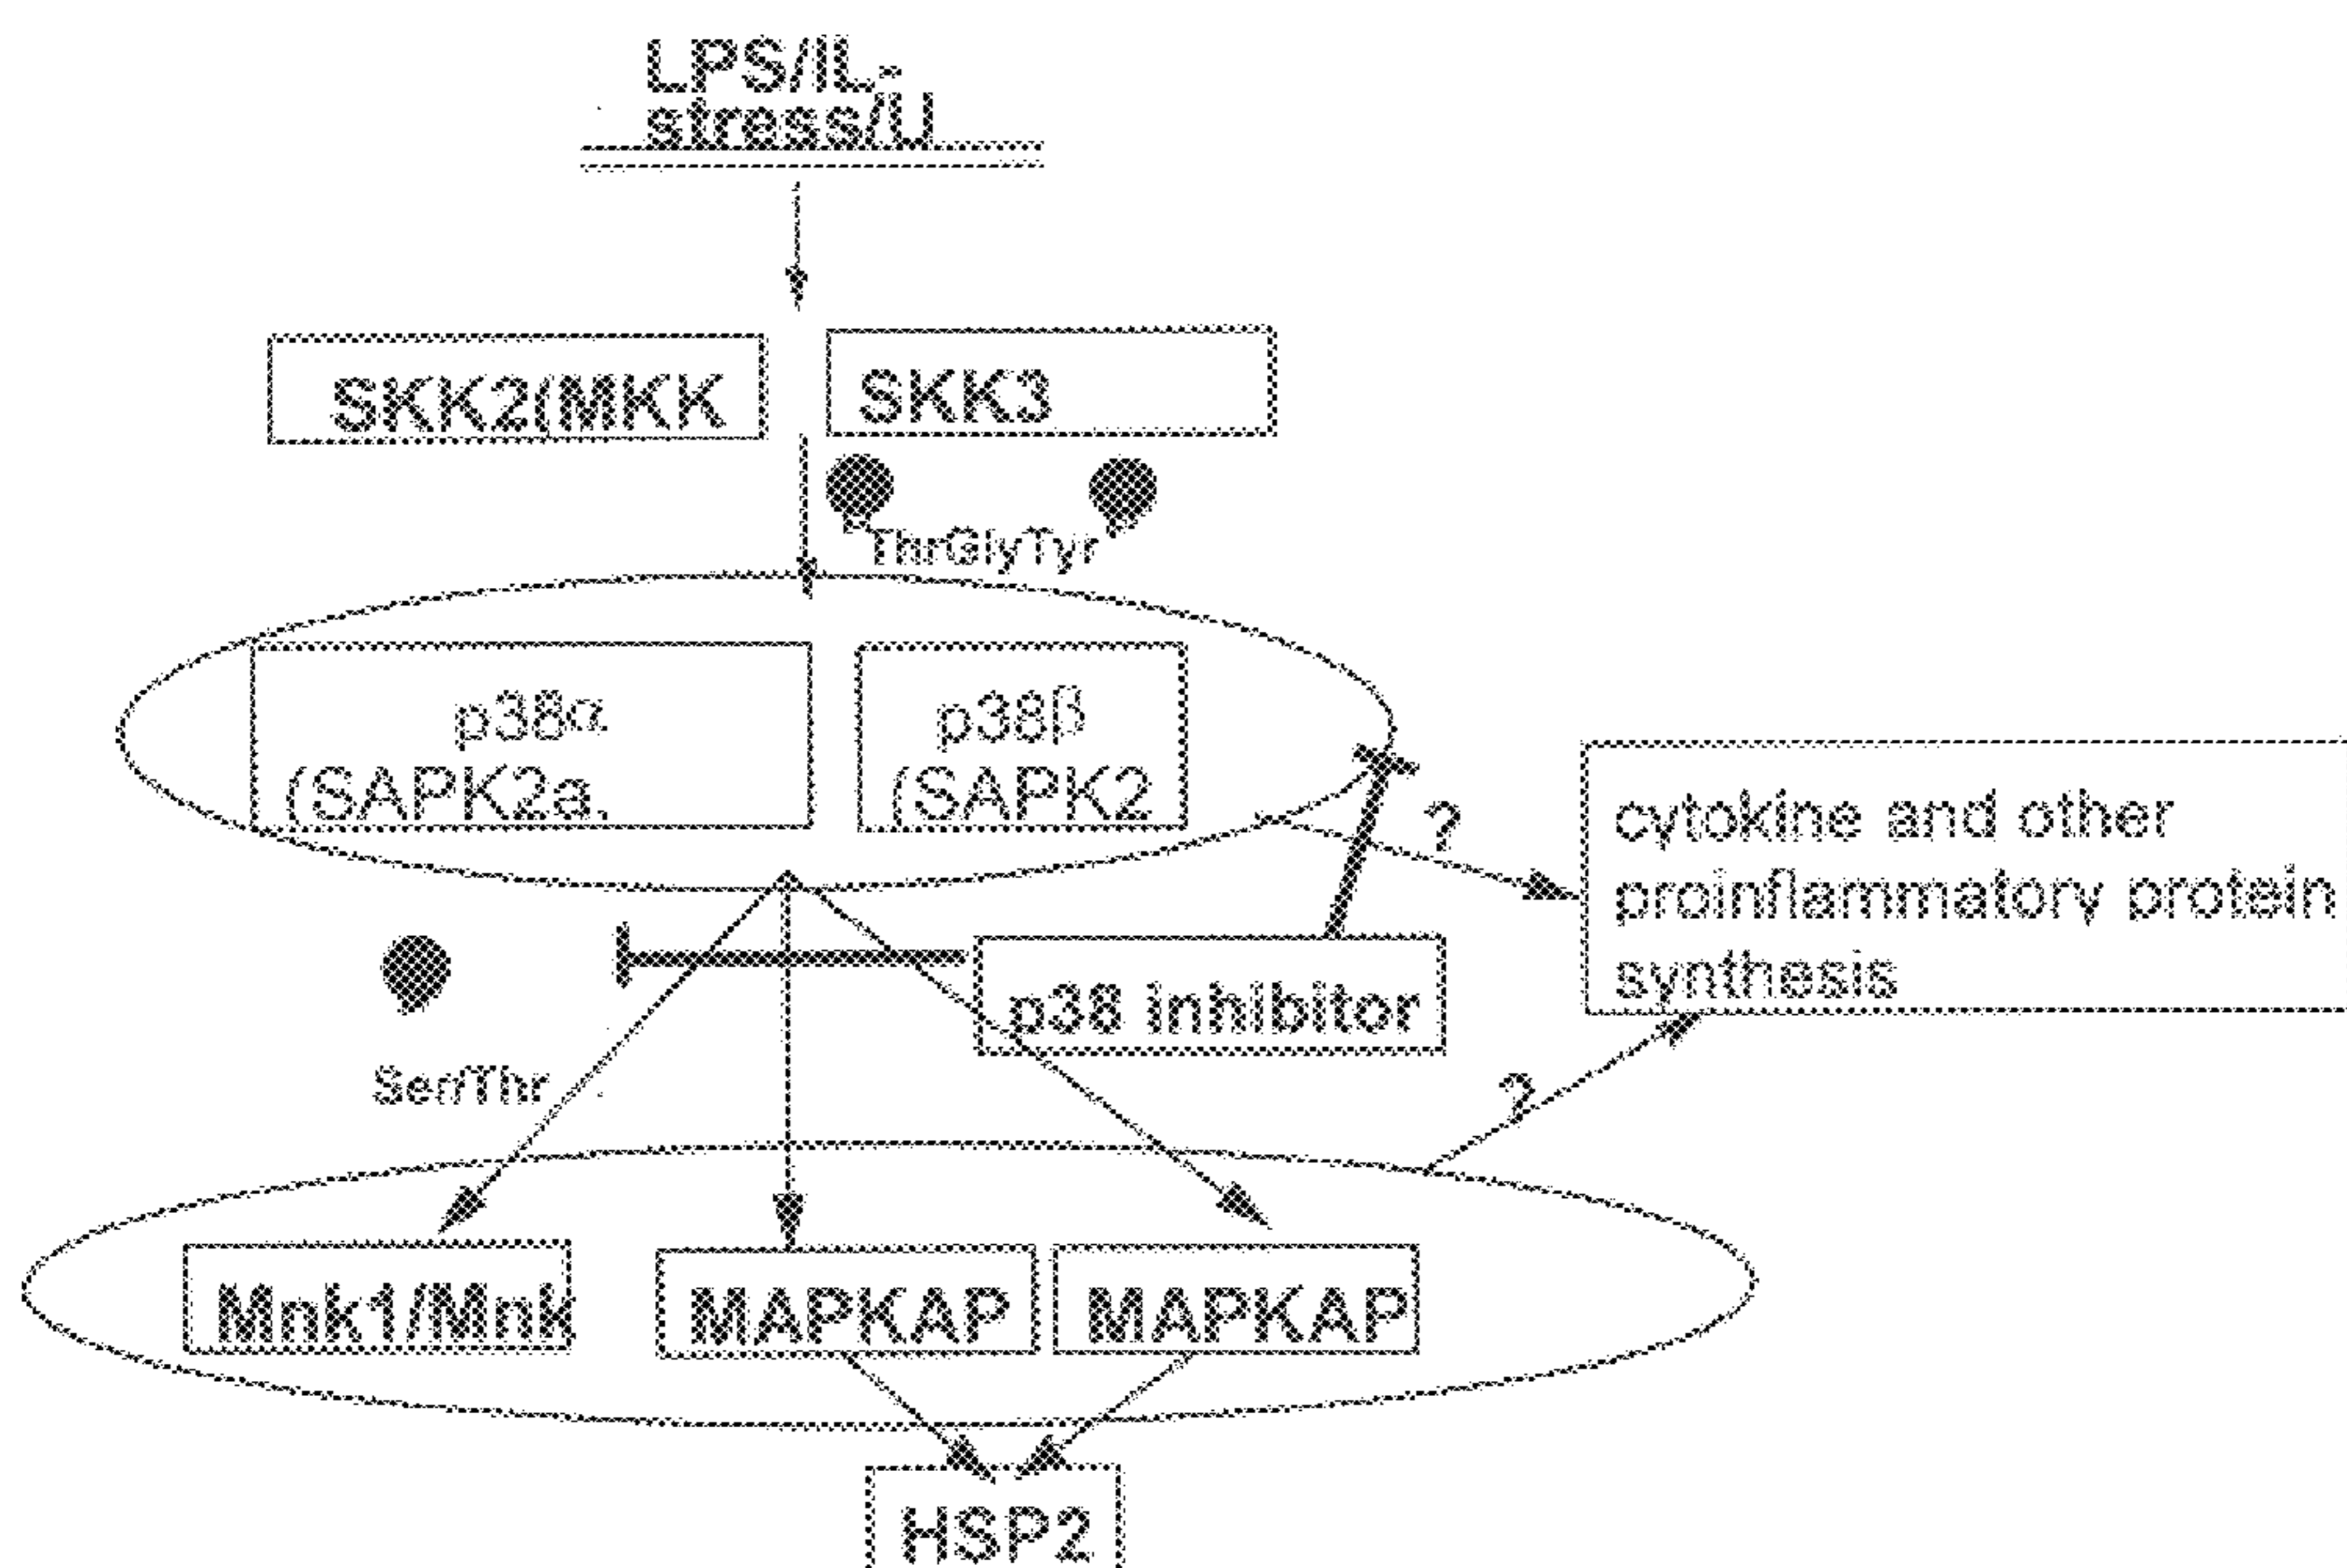 LPS/IL-
stress/U
SKK2(MKK
SKK3
P
P
ThrGlyTyr
p38α
(SAPK2a.
p38β
(SAPK2
?
cytokine and other
proinflammatory protein
synthesis
p38 inhibitor
Ser/Thr
?
Mnk1/Mnk
MAPKAP
MAPKAP
HSP2